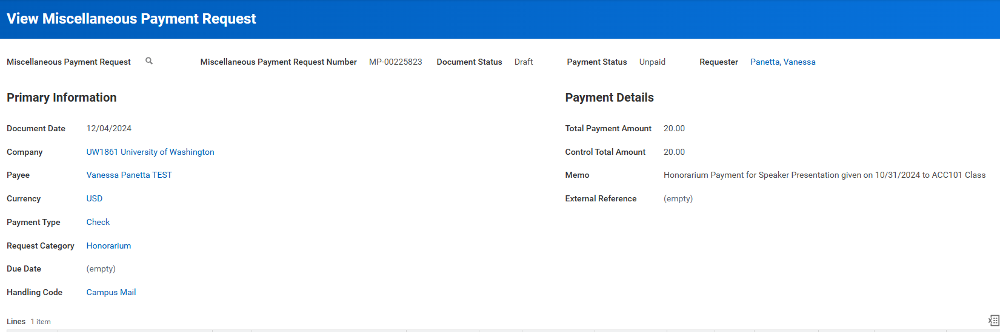 View Miscellaneous Payment Request
Miscellaneous Payment Request Miscellaneous Payment Request Number MP-00225823 Document Status Draft Payment Status Unpaid Requester Panetta, Vanessa
Primary Information
Document Date 12/04/2024
Company UW1861 University of Washington
Payee Vanessa Panetta TEST
Currency USD
Payment Type Check
Request Category Honorarium
Due Date (empty)
Handling Code Campus Mail
Payment Details
Total Payment Amount 20.00
Control Total Amount 20.00
Memo Honorarium Payment for Speaker Presentation given on 10/31/2024 to ACC101 Class
External Reference (empty)
Lines 1 item